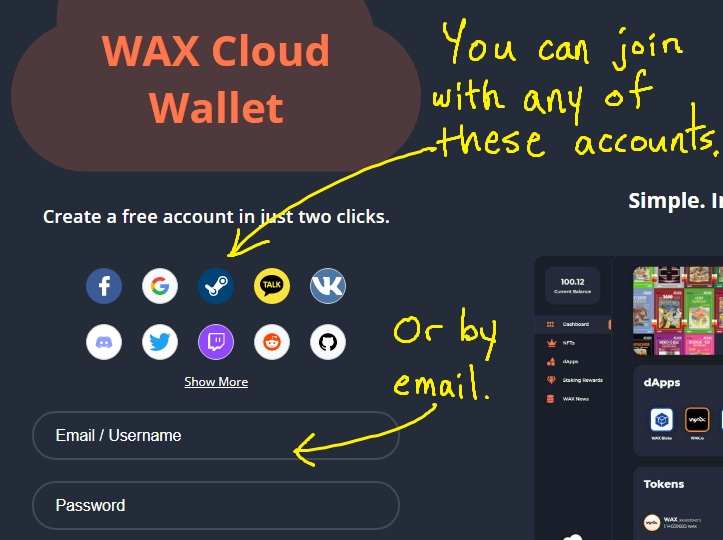 WAX Cloud
Wallet
You can join
with any of
these accounts.
Create a free account in just two clicks.
TALK
Show More
Or by
email.
Email / Username
Password
Simple. I
100.12
Current Balance
Dashboard
NFTs
dApps
Staking Rewards
WAX News
dApps
WAX Bloks
WAX.io
Tokens
WAX